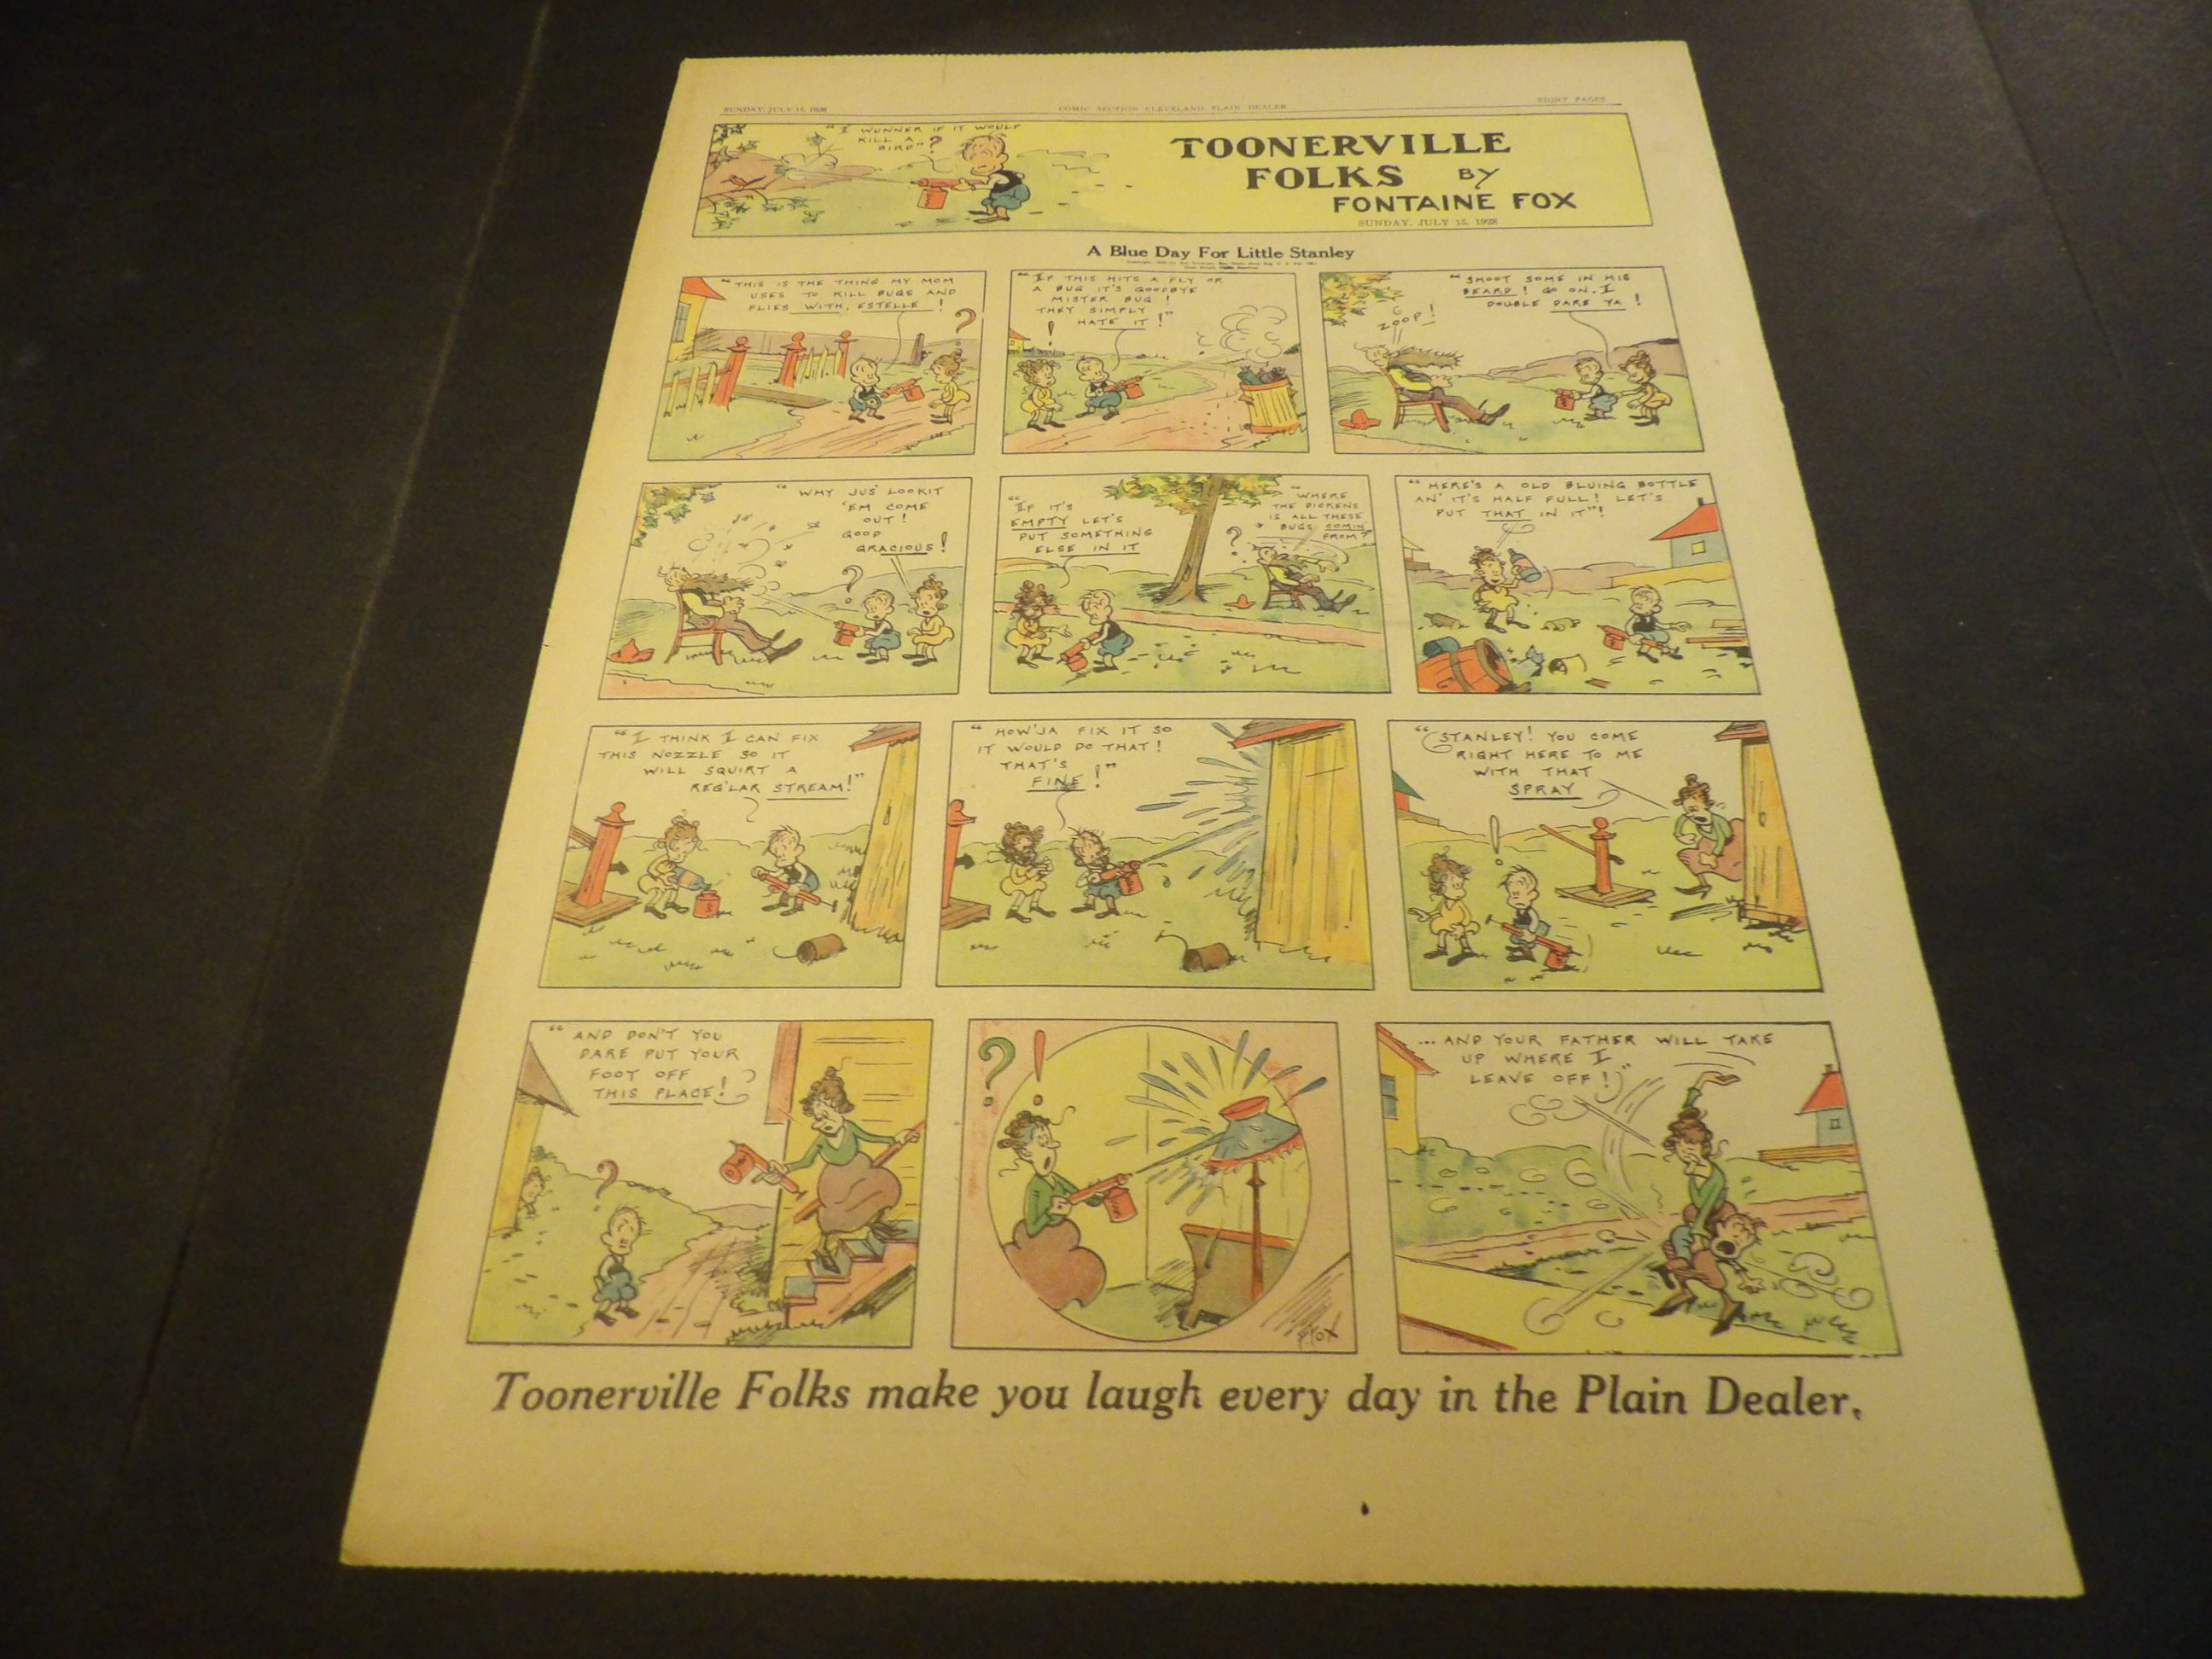 SUNDAY, JULY 15, 1928
COMIC SECTION CLEVELAND PLAIN DEALER
EIGHT PAGES
"I WUNNER IF IT WOULD
KILL A
BIRD"?
TOONERVILLE
FOLKS BY
FONTAINE FOX
SUNDAY, JULY 15, 1928
A Blue Day For Little Stanley
"THIS IS THE THING MY MOM
USES TO KILL BUGS AND
FLIES WITH, ESTELLE!
?
"IF THIS HITS A FLY OR
A BUG IT'S GOODBYE
MISTER BUG!
THEY SIMPLY
HATE IT!"
!
"SHOOT SOME IN HIS
BEARD! GO ON. I
DOUBLE DARE YA!
ZOOP!
"WHY JUS' LOOKIT
'EM COME
OUT!
GOOD
GRACIOUS!
?
"IF IT'S
EMPTY LET'S
PUT SOMETHING
ELSE IN IT
"WHERE
THE DICKENS
IS ALL THESE
BUGS COMIN'
FROM?
?
"HERE'S A OLD BLUING BOTTLE
AN' IT'S HALF FULL! LET'S
PUT THAT IN IT"!
"I THINK I CAN FIX
THIS NOZZLE SO IT
WILL SQUIRT A
REG'LAR STREAM!"
"HOW'JA FIX IT SO
IT WOULD DO THAT!
THAT'S
FINE!"
"STANLEY! YOU COME
RIGHT HERE TO ME
WITH THAT
SPRAY
!
"AND DON'T YOU
DARE PUT YOUR
FOOT OFF
THIS PLACE!
?
? !
FOX
...AND YOUR FATHER WILL TAKE
UP WHERE I
LEAVE OFF!"
Toonerville Folks make you laugh every day in the Plain Dealer.